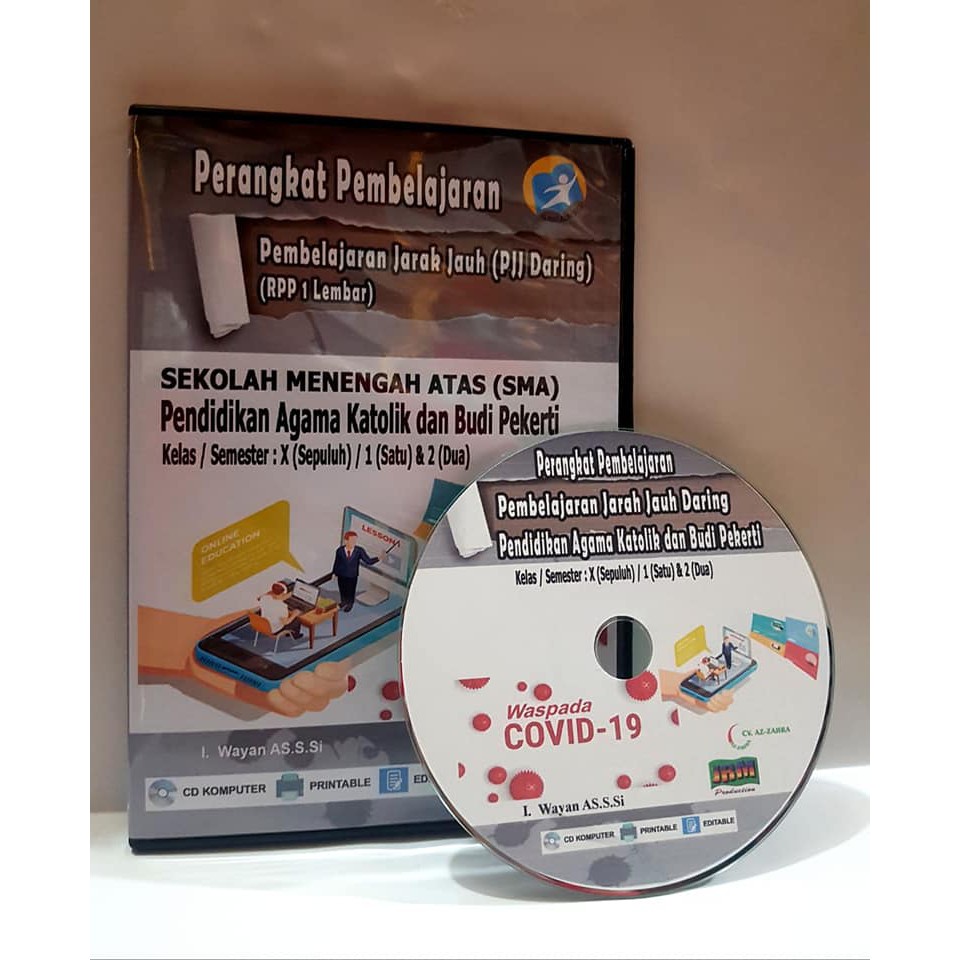 Perangkat Pembelajaran
Pembelajaran Jarak Jauh (PJJ Daring)
(RPP 1 Lembar)
SEKOLAH MENENGAH ATAS (SMA)
Pendidikan Agama Katolik dan Budi Pekerti
Kelas / Semester : X (Sepuluh) / 1 (Satu) & 2 (Dua)
ONLINE
EDUCATION
LESSON4
I. Wayan AS.S.Si
CD KOMPUTER PRINTABLE
Perangkat Pembelajaran
Pembelajaran Jarah Jauh Daring
Pendidikan Agama Katolik dan Budi Pekerti
Kelas / Semester : X (Sepuluh) / 1 (Satu) & 2 (Dua)
Waspada
COVID-19
CV. AZ-ZAHRA
JRM
Production
I. Wayan AS.S.Si
CD KOMPUTER PRINTABLE EDITABLE